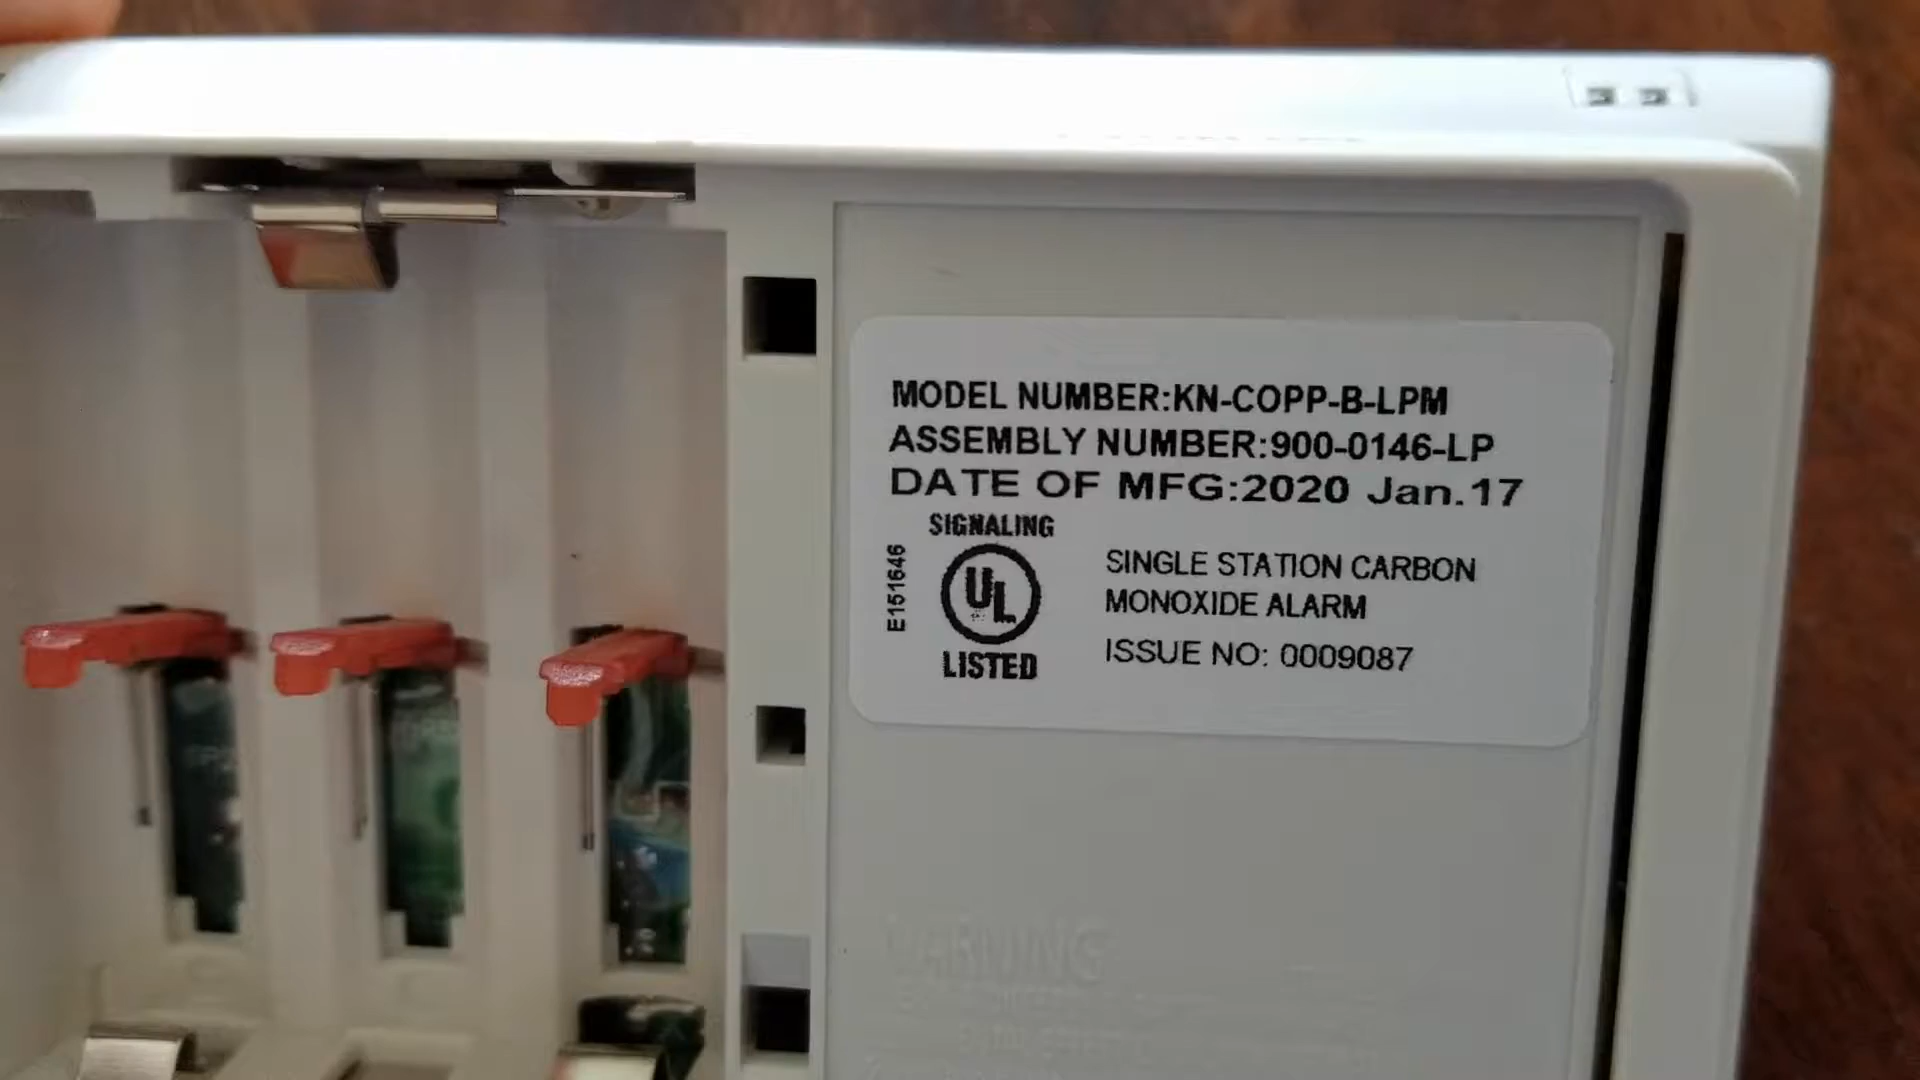 MODEL NUMBER:KN-COPP-B-LPM
ASSEMBLY NUMBER:900-0146-LP
DATE OF MFG:2020 Jan.17
SIGNALING
E151646
UL
LISTED
SINGLE STATION CARBON
MONOXIDE ALARM
ISSUE NO: 0009087
WARNING